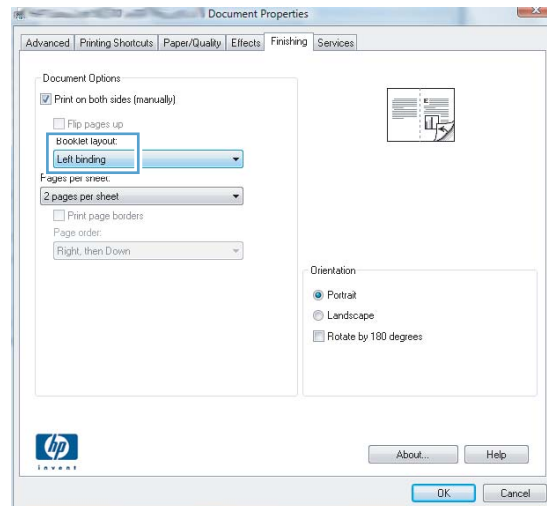 Document Properties
Advanced Printing Shortcuts Paper/Quality Effects Finishing Services
Document Options
Print on both sides (manually)
Flip pages up
Booklet layout:
Left binding
Pages per sheet:
2 pages per sheet
Print page borders
Page order:
Right, then Down
Orientation
Portrait
Landscape
Rotate by 180 degrees
hp
invent
About... Help
OK Cancel